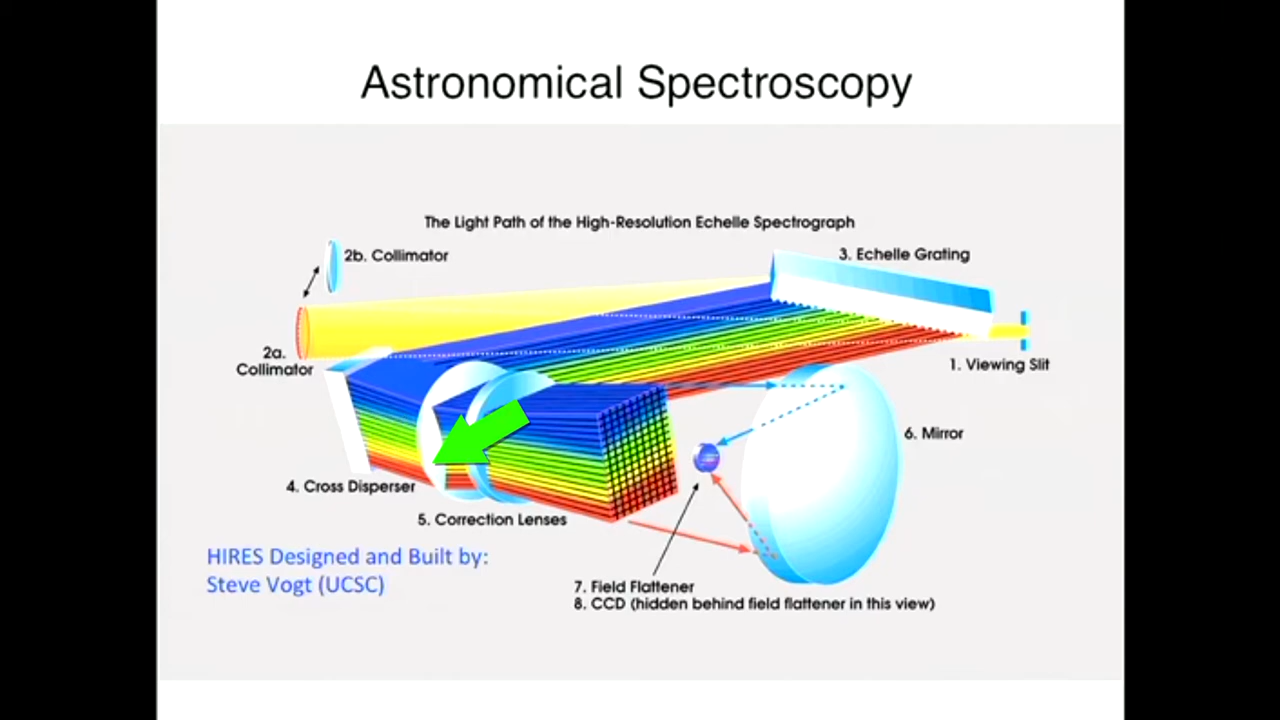 Astronomical Spectroscopy
The Light Path of the High-Resolution Echelle Spectrograph
2b. Collimator
3. Echelle Grating
2a.
Collimator
1. Viewing Slit
6. Mirror
4. Cross Disperser
5. Correction Lenses
HIRES Designed and Built by:
Steve Vogt (UCSC)
7. Field Flattener
8. CCD (hidden behind field flattener in this view)